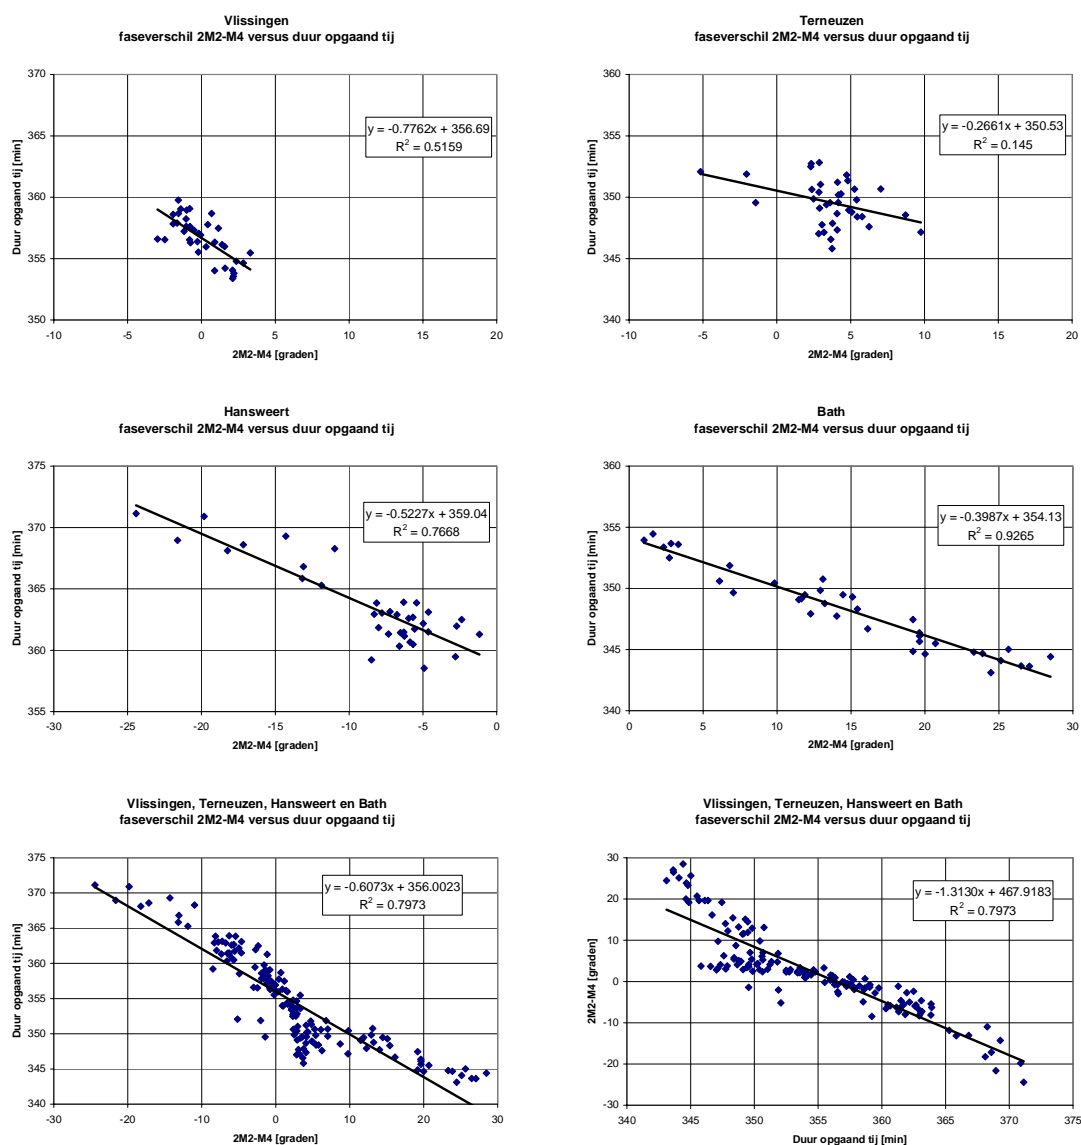 Vlissingen
faseverschil 2M2-M4 versus duur opgaand tij
370
365
360
355
350
-10 -5 0 5 10 15 20
2M2-M4 [graden]
Duur opgaand tij [min]
y = -0.7762x + 356.69
R² = 0.5159
Terneuzen
faseverschil 2M2-M4 versus duur opgaand tij
360
355
350
345
340
-10 -5 0 5 10 15 20
2M2-M4 [graden]
Duur opgaand tij [min]
y = -0.2661x + 350.53
R² = 0.145
Hansweert
faseverschil 2M2-M4 versus duur opgaand tij
375
370
365
360
355
-30 -25 -20 -15 -10 -5 0
2M2-M4 [graden]
Duur opgaand tij [min]
y = -0.5227x + 359.04
R² = 0.7668
Bath
faseverschil 2M2-M4 versus duur opgaand tij
360
355
350
345
340
0 5 10 15 20 25 30
2M2-M4 [graden]
Duur opgaand tij [min]
y = -0.3987x + 354.13
R² = 0.9265
Vlissingen, Terneuzen, Hansweert en Bath
faseverschil 2M2-M4 versus duur opgaand tij
375
370
365
360
355
350
345
340
-30 -20 -10 0 10 20 30
2M2-M4 [graden]
Duur opgaand tij [min]
y = -0.6073x + 356.0023
R² = 0.7973
Vlissingen, Terneuzen, Hansweert en Bath
faseverschil 2M2-M4 versus duur opgaand tij
30
20
10
0
-10
-20
-30
340 345 350 355 360 365 370 375
Duur opgaand tij [min]
2M2-M4 [graden]
y = -1.3130x + 467.9183
R² = 0.7973